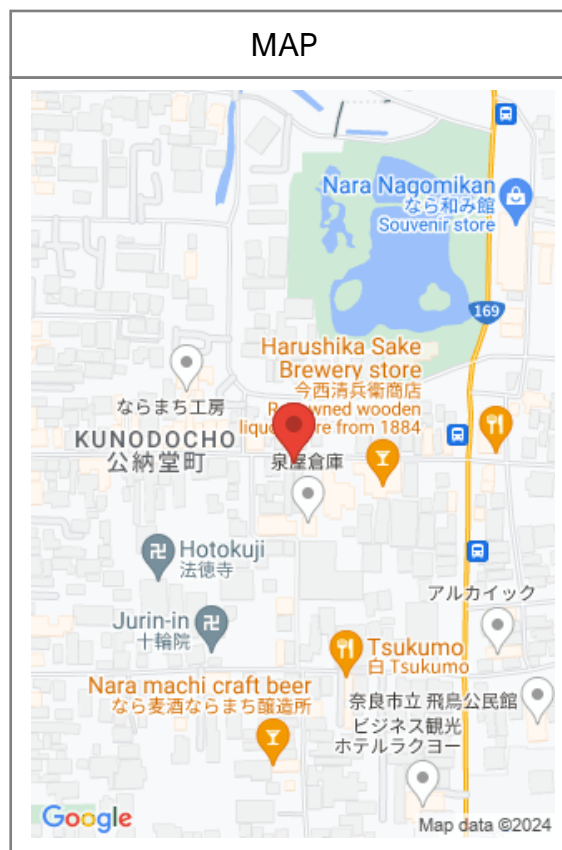 MAP
Nara Nagomikan
なら和み館
Souvenir store
169
Harushika Sake
Brewery store
今西清兵衛商店
wooden
from 1884
ならまち工房
KUNODOCHO
公納堂町
泉屋倉庫
Hotokuji
法徳寺
アルカイック
Jurin-in
十輪院
Tsukumo
白 Tsukumo
Nara machi craft beer
なら麦酒ならまち醸造所
奈良市立 飛鳥公民館
ビジネス観光
ホテルラクヨー
Google
Map data ©2024